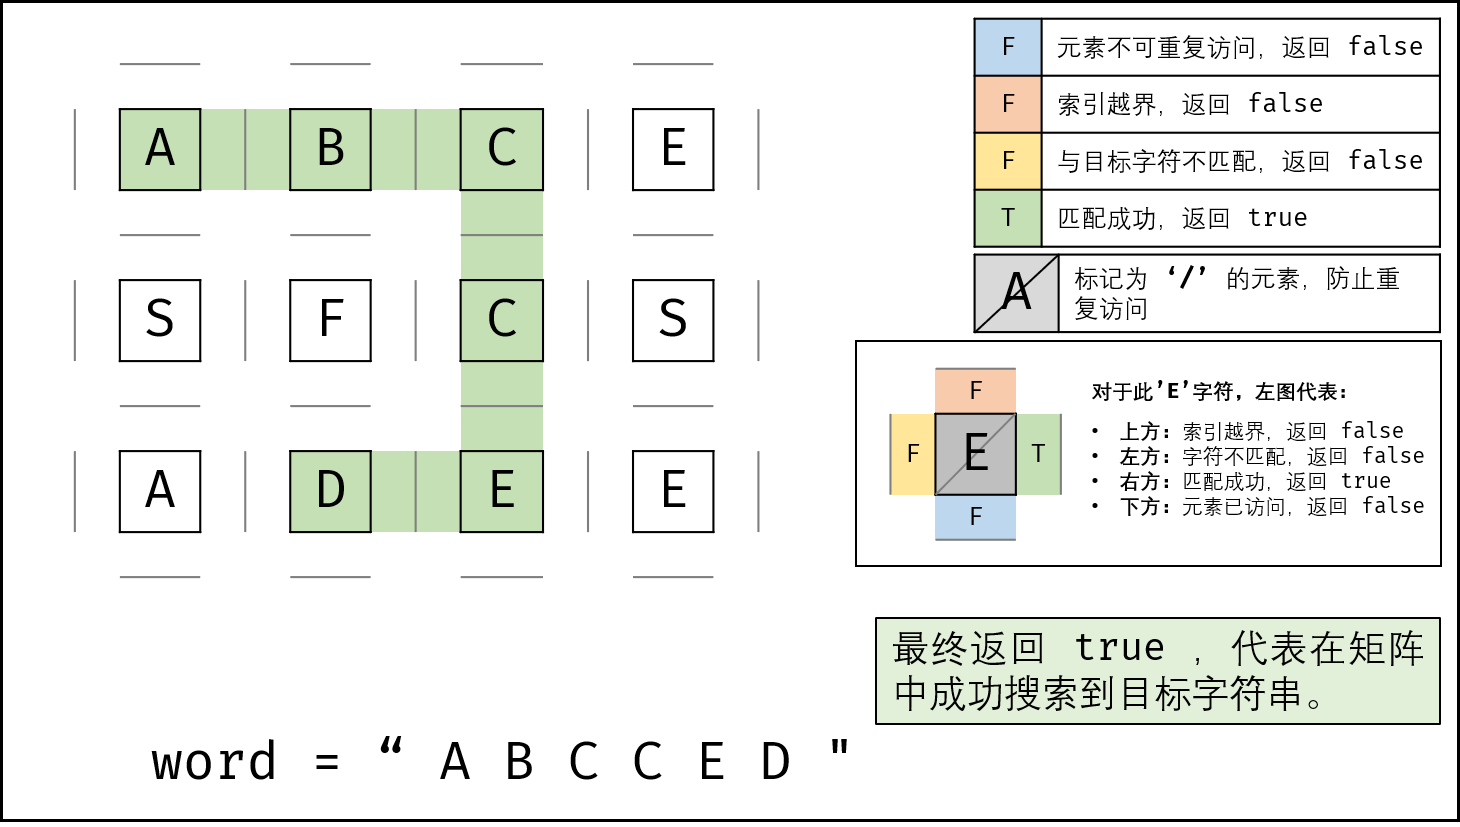 A B C E
S F C S
A D E E
word = “ A B C C E D "
F 元素不可重复访问，返回 false
F 索引越界，返回 false
F 与目标字符不匹配，返回 false
T 匹配成功，返回 true
A 标记为 ‘/’ 的元素，防止重
复访问
F
F E T
F
对于此’E’字符，左图代表：
• 上方：索引越界，返回 false
• 左方：字符不匹配，返回 false
• 右方：匹配成功，返回 true
• 下方：元素已访问，返回 false
最终返回 true ，代表在矩阵
中成功搜索到目标字符串。